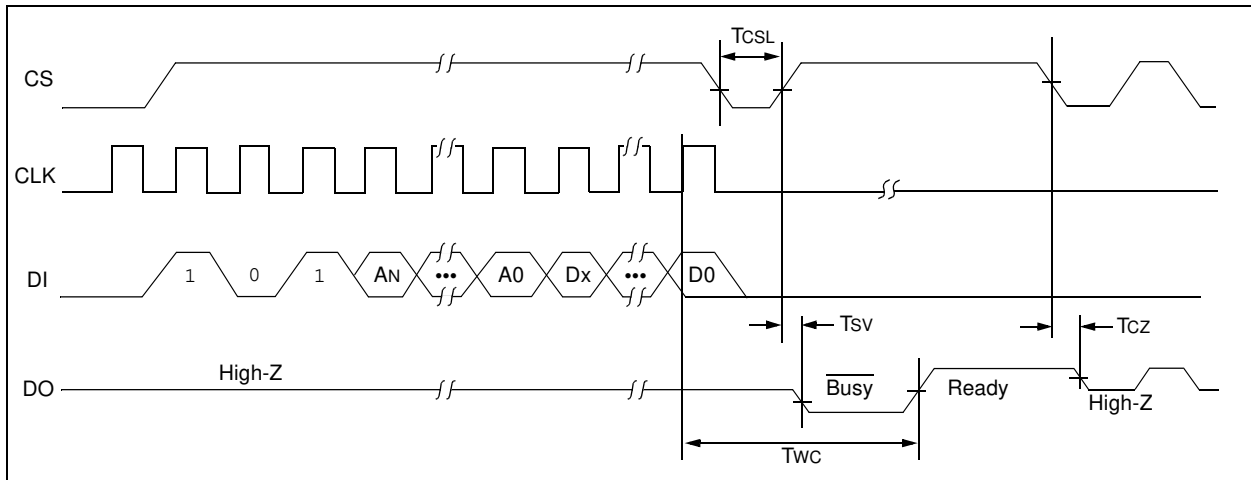 TCSL
CS
CLK
DI 1 0 1 AN ••• A0 Dx ••• D0
TSV TCZ
DO High-Z Busy Ready High-Z
TWC